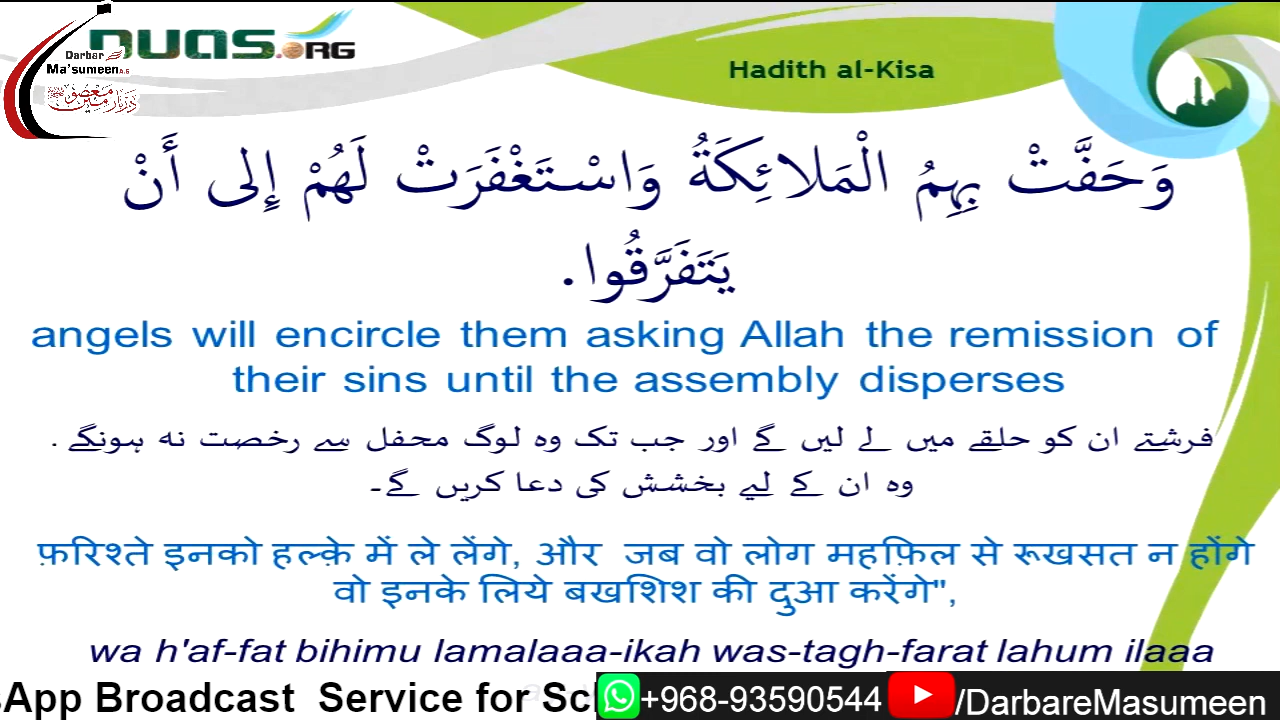 DUAS.ORG
Darbar
Ma'sumeen A.S
دربار معصومین
Hadith al-Kisa
وَحَفَّتْ بِهِمُ الْمَلائِكَةُ وَاسْتَغْفَرَتْ لَهُمْ إِلى أَنْ
يَتَفَرَّقُوا.
angels will encircle them asking Allah the remission of
their sins until the assembly disperses
فرشتے ان کو حلقے میں لے لیں گے اور جب تک وہ لوگ محفل سے رخصت نہ ہونگے .
وہ ان کے لیے بخشش کی دعا کریں گے۔
फ़रिश्ते इनको हल्क़े में ले लेंगे, और जब वो लोग महफ़िल से रूखसत न होंगे
वो इनके लिये बखशिश की दुआ करेंगे",
wa h'af-fat bihimu lamalaaa-ikah was-tagh-farat lahum ilaaa
sApp Broadcast Service for Sc
+968-93590544
/DarbareMasumeen